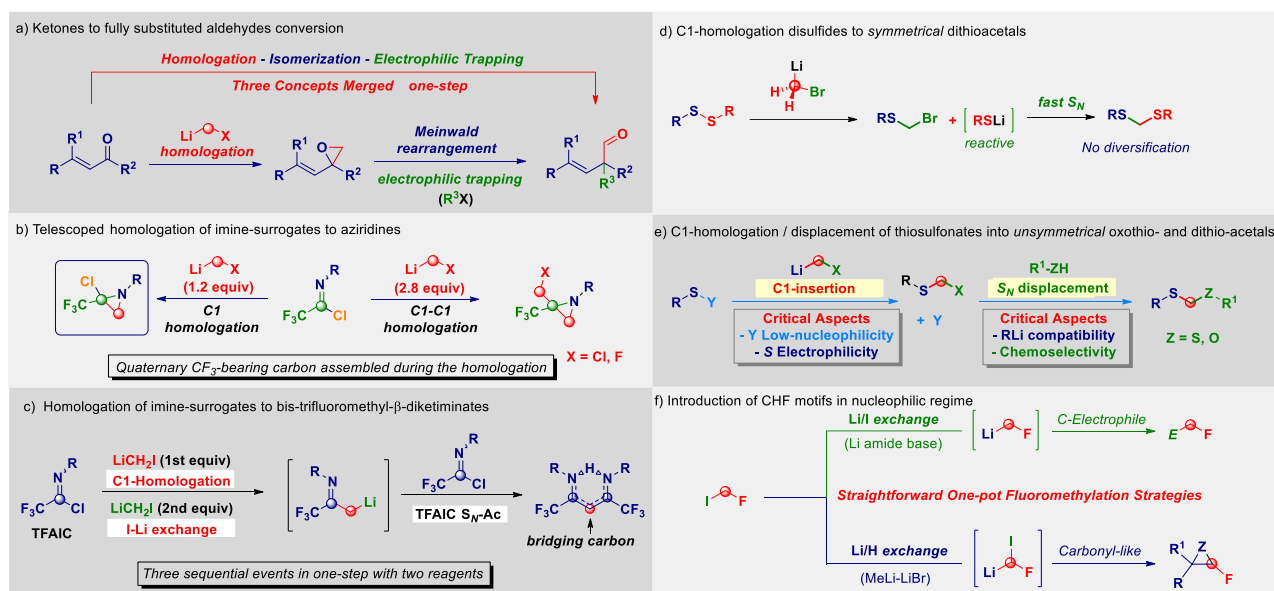 a) Ketones to fully substituted aldehydes conversion
Homologation - Isomerization - Electrophilic Trapping
Three Concepts Merged one-step
R¹
O
R
R²
Li
X
homologation
R¹
O
R
R²
Meinwald
rearrangement
electrophilic trapping
(R³X)
R¹
O
R
R²
R³
b) Telescoped homologation of imine-surrogates to aziridines
Cl
N
R
F₃C
Li
X
(1.2 equiv)
C1
homologation
N
R
F₃C
Cl
Li
X
(2.8 equiv)
C1-C1
homologation
X
N
R
F₃C
X = Cl, F
Quaternary CF₃-bearing carbon assembled during the homologation
c) Homologation of imine-surrogates to bis-trifluoromethyl-β-diketiminates
N
R
F₃C
Cl
TFAIC
LiCH₂I (1st equiv)
C1-Homologation
LiCH₂I (2nd equiv)
I-Li exchange
R
N
Li
F₃C
N
R
F₃C
Cl
TFAIC S_N-Ac
R
N
H
N
R
F₃C
CF₃
bridging carbon
Three sequential events in one-step with two reagents
d) C1-homologation disulfides to symmetrical dithioacetals
R
S
S
R
Li
H
Br
H
RS
Br
+
[RSLi]
reactive
fast S_N
RS
SR
No diversification
e) C1-homologation / displacement of thiosulfonates into unsymmetrical oxothio- and dithio-acetals
R
S
Y
Li
X
C1-insertion
Critical Aspects
- Y Low-nucleophilicity
- S Electrophilicity
R
S
X
+ Y
R¹-ZH
S_N displacement
Critical Aspects
- RLi compatibility
- Chemoselectivity
R
S
Z
R¹
Z = S, O
f) Introduction of CHF motifs in nucleophilic regime
I
F
Li/I exchange
(Li amide base)
Li
F
C-Electrophile
E
F
Straightforward One-pot Fluoromethylation Strategies
Li/H exchange
(MeLi-LiBr)
I
Li
F
Carbonyl-like
R¹
Z
R
F